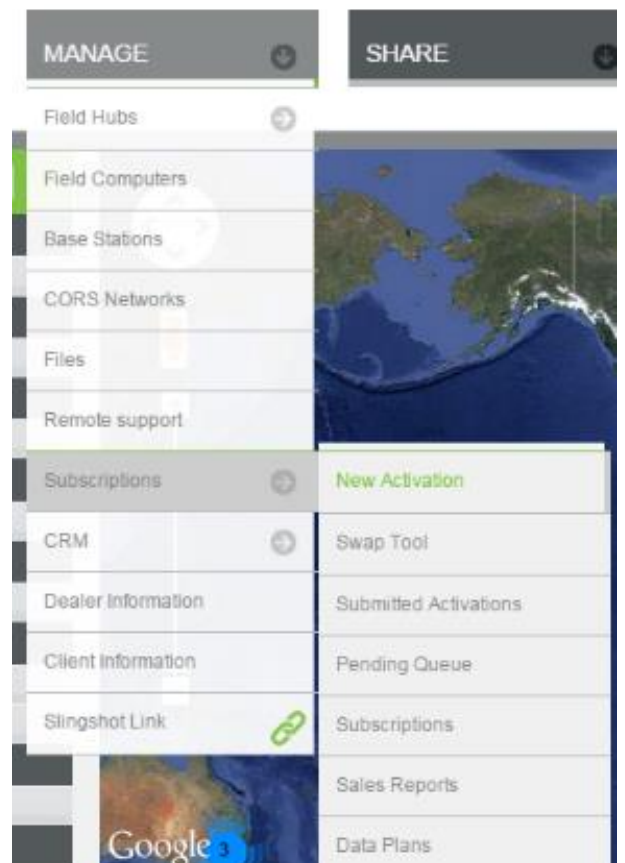 MANAGE
SHARE
Field Hubs
Field Computers
Base Stations
CORS Networks
Files
Remote support
Subscriptions
New Activation
CRM
Swap Tool
Dealer Information
Submitted Activations
Client Information
Pending Queue
Slingshot Link
Subscriptions
Sales Reports
Google
3
Data Plans